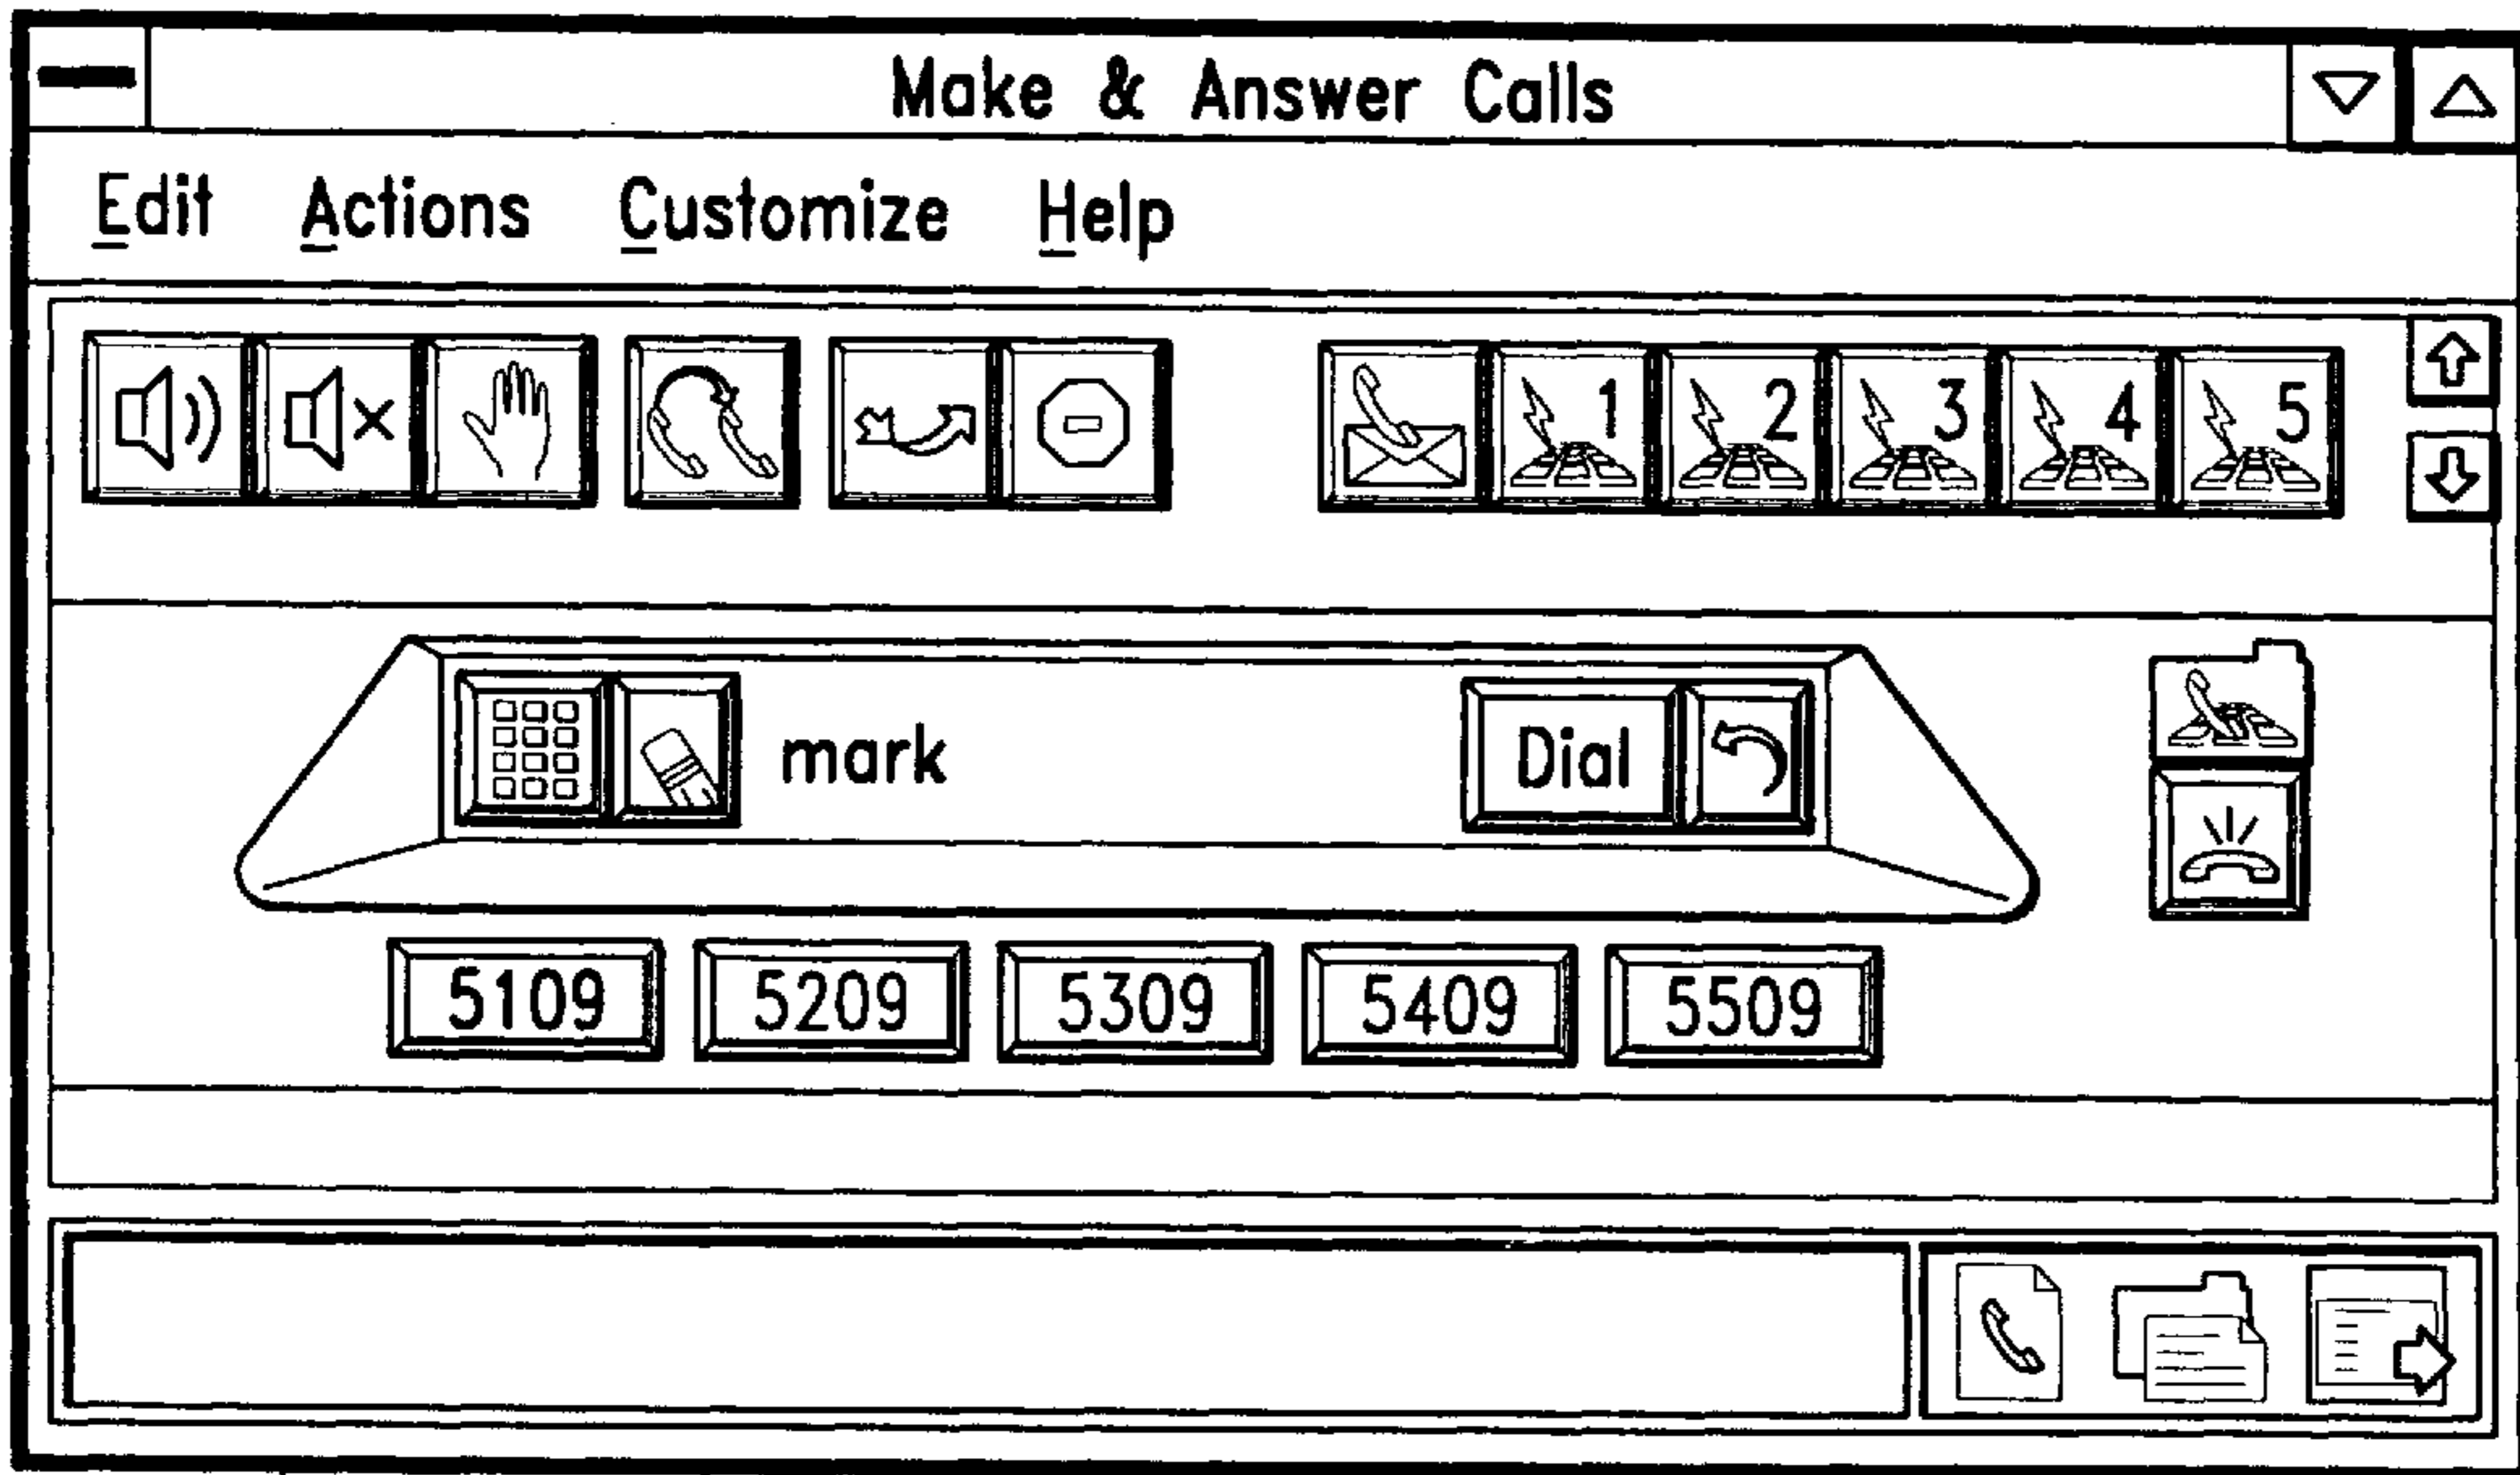 Make & Answer Calls
Edit Actions Customize Help
1 2 3 4 5
mark Dial
5109 5209 5309 5409 5509